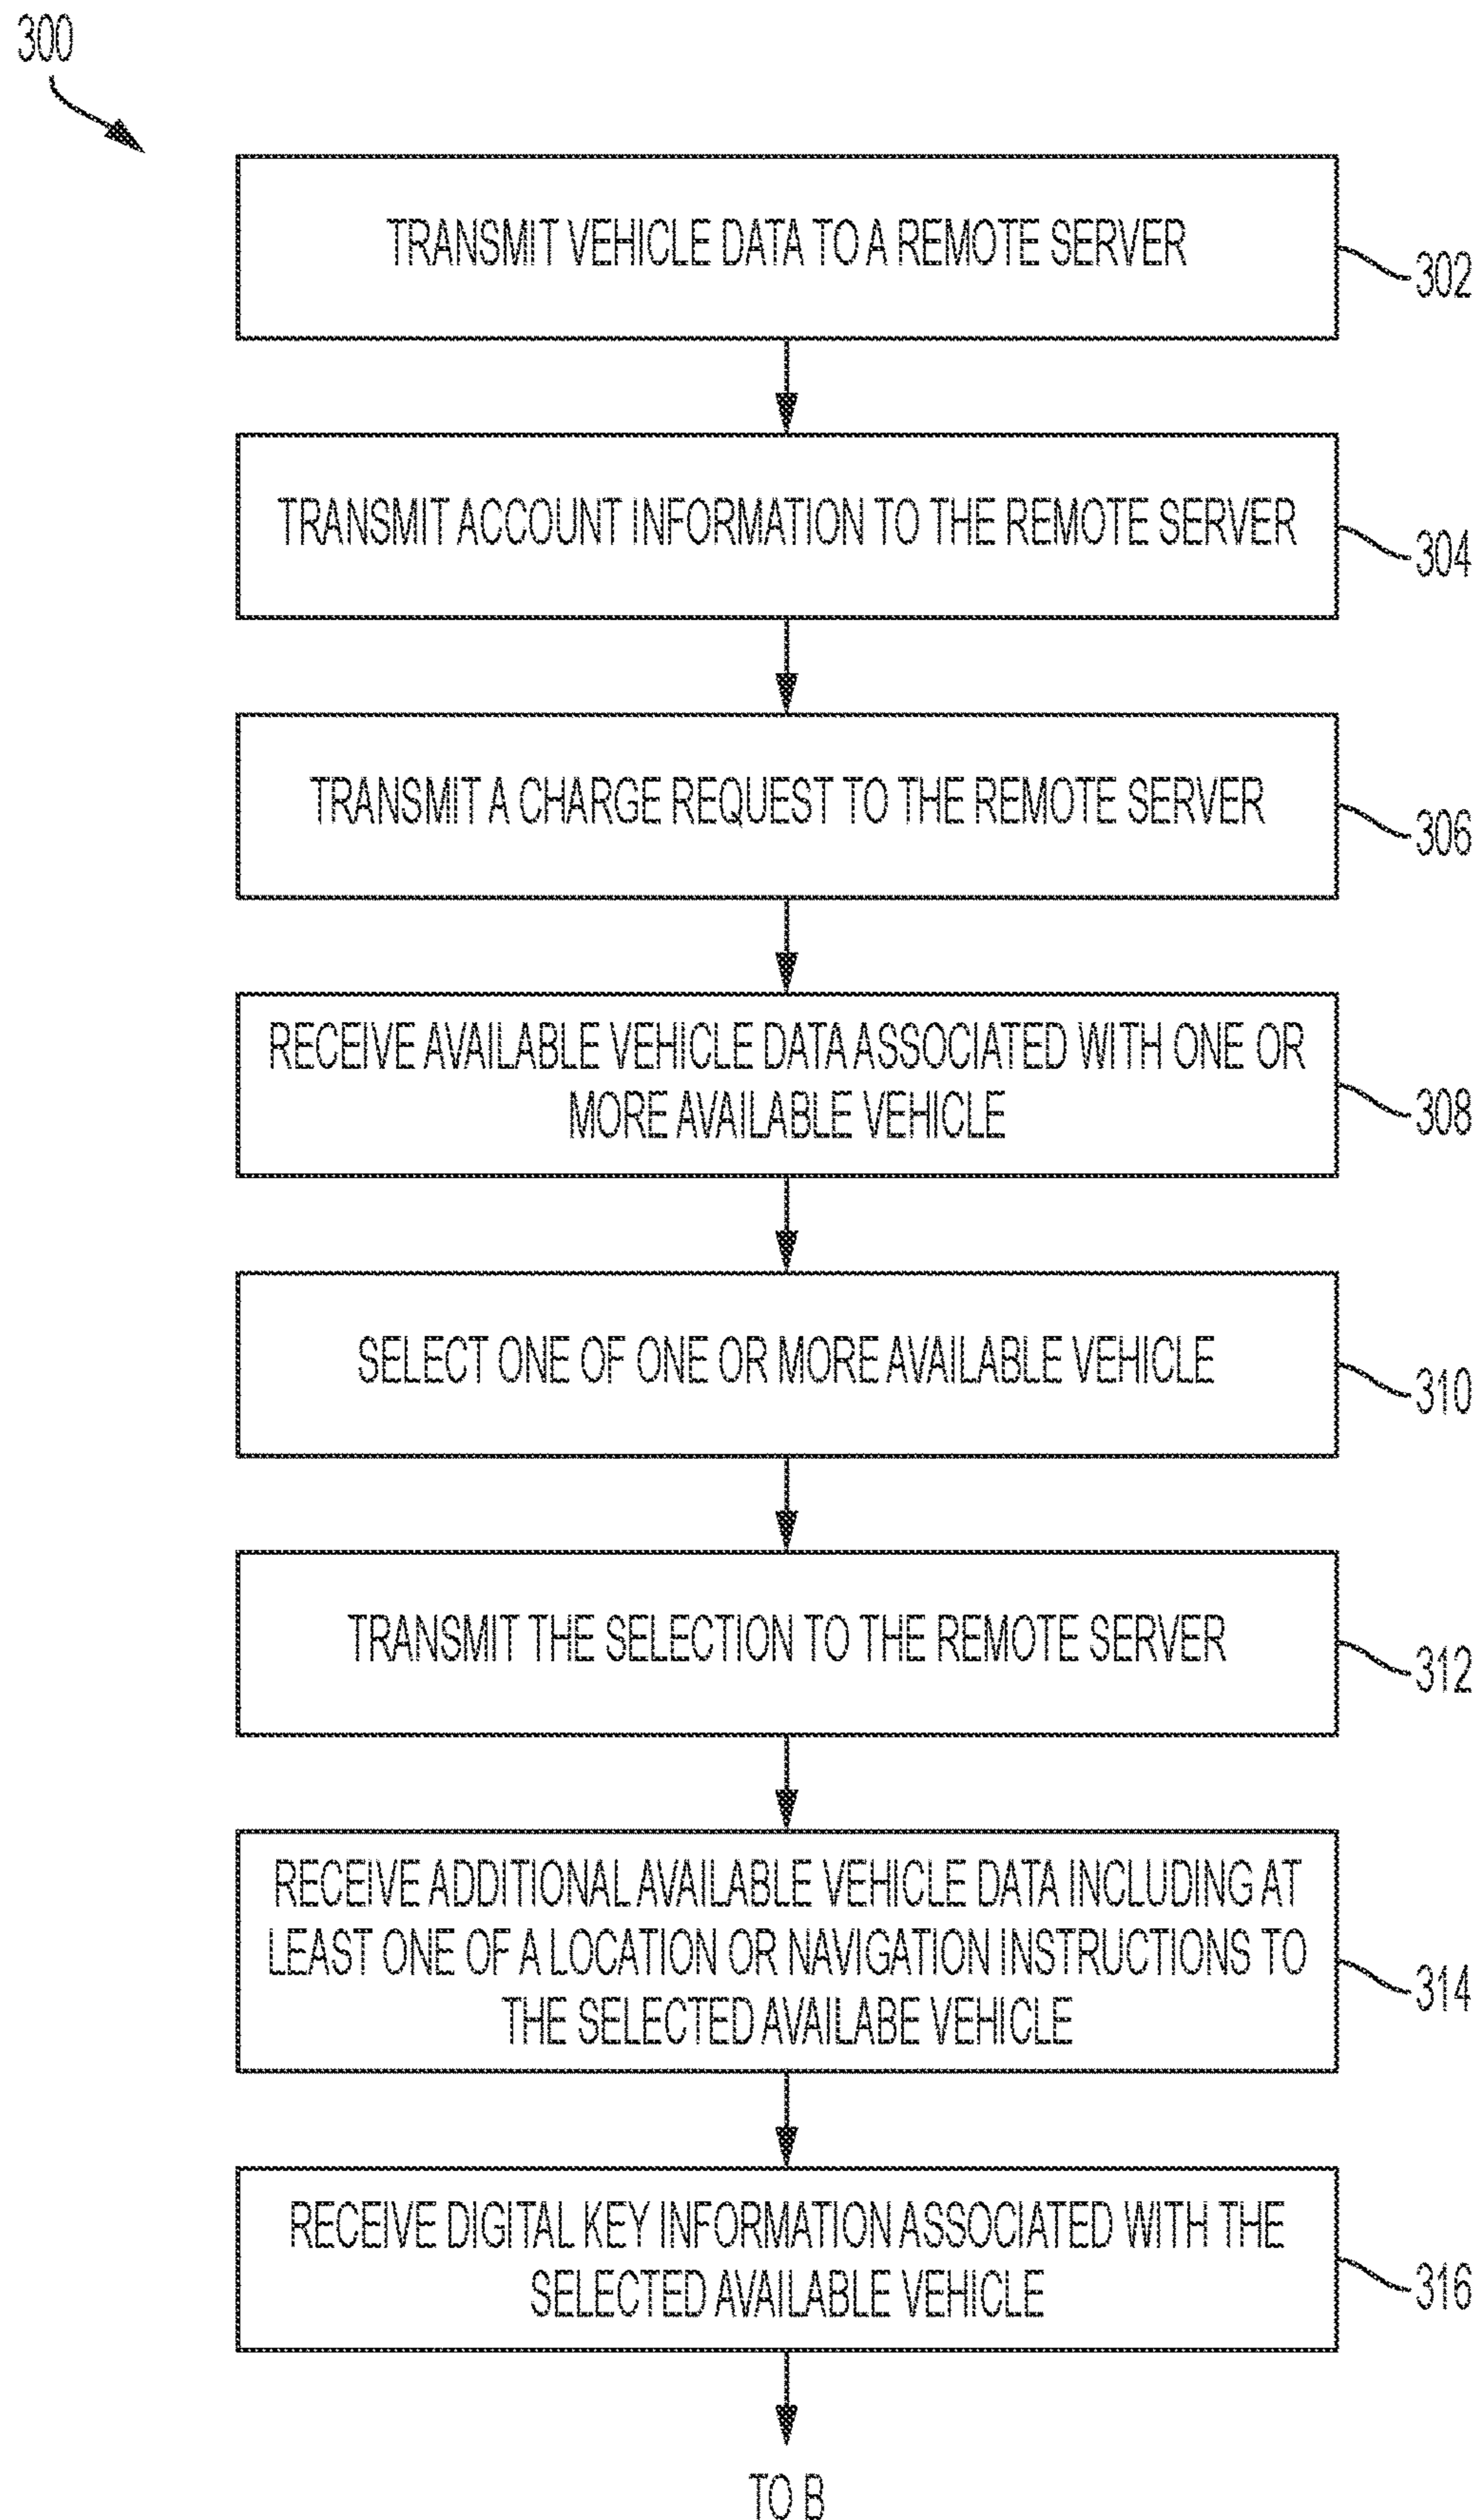 300
TRANSMIT VEHICLE DATA TO A REMOTE SERVER
302
TRANSMIT ACCOUNT INFORMATION TO THE REMOTE SERVER
304
TRANSMIT A CHARGE REQUEST TO THE REMOTE SERVER
306
RECEIVE AVAILABLE VEHICLE DATA ASSOCIATED WITH ONE OR
MORE AVAILABLE VEHICLE
308
SELECT ONE OF ONE OR MORE AVAILABLE VEHICLE
310
TRANSMIT THE SELECTION TO THE REMOTE SERVER
312
RECEIVE ADDITIONAL AVAILABLE VEHICLE DATA INCLUDING AT
LEAST ONE OF A LOCATION OR NAVIGATION INSTRUCTIONS TO
THE SELECTED AVAILABE VEHICLE
314
RECEIVE DIGITAL KEY INFORMATION ASSOCIATED WITH THE
SELECTED AVAILABLE VEHICLE
316
TO B